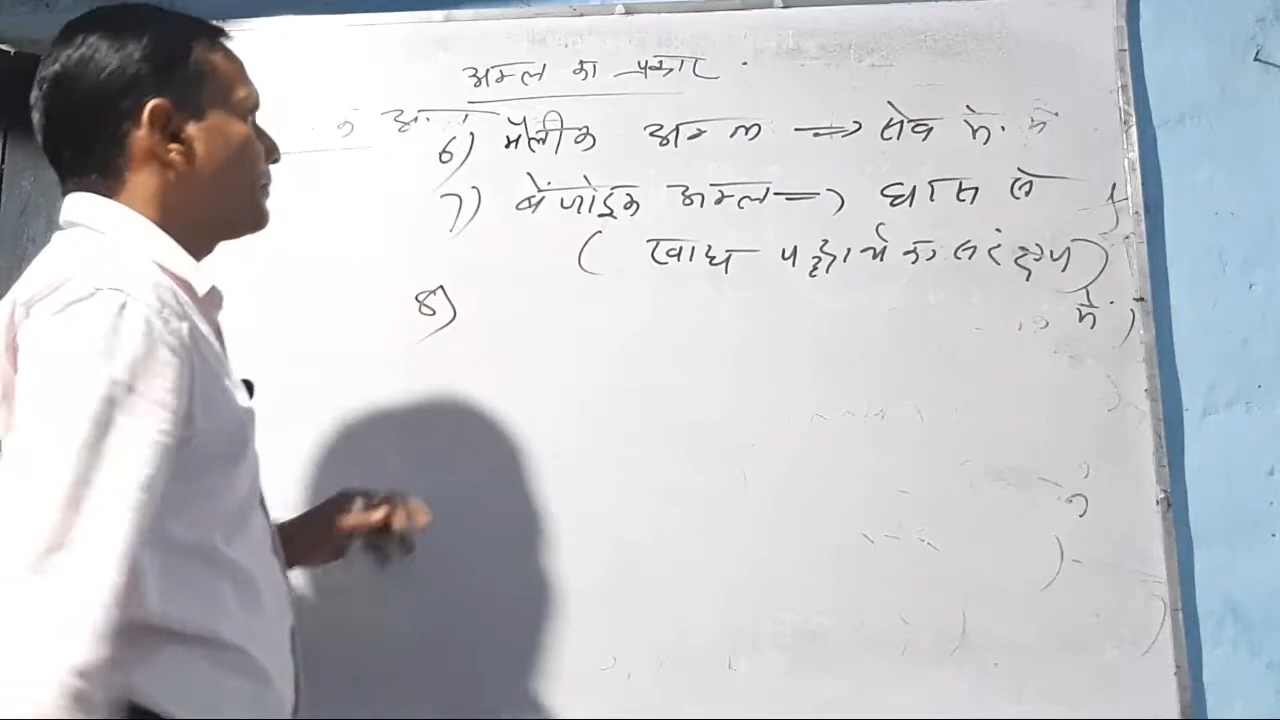 अम्ल का प्रकार
6) मैलीक अम्ल => सेव में.
7) बेंजोइक अम्ल => घास से
( खाद्य पदार्थ का संरक्षण )
में
8)